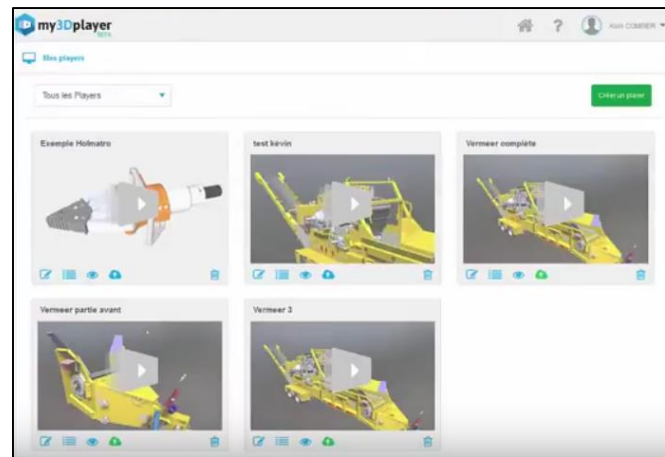 my3Dplayer
BETA
Mes players
Tous les Players
Créer un player
Exemple Holmatro
test kévin
Vermeer complète
Vermeer partie avant
Vermeer 3